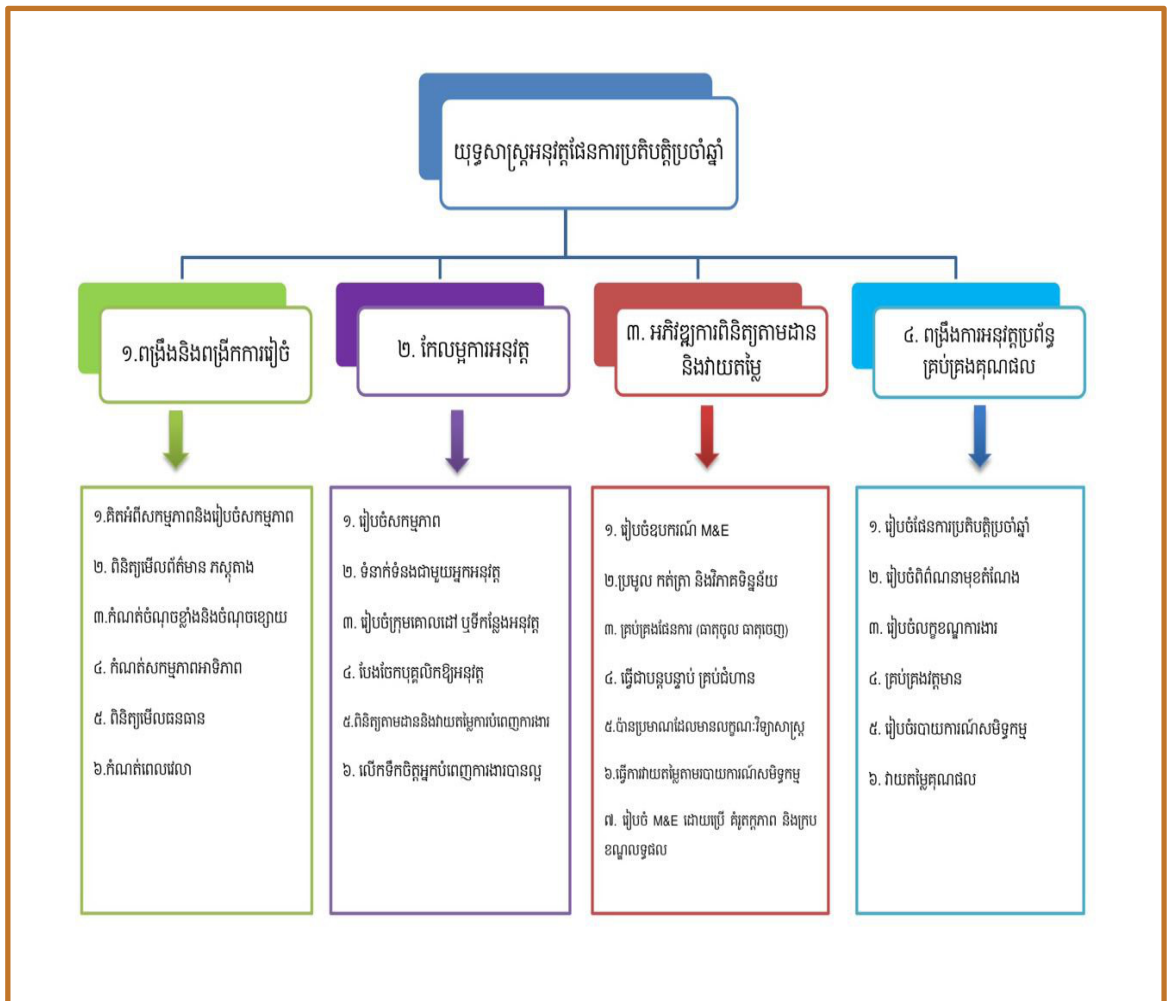 យុទ្ធសាស្ត្រអនុវត្តផែនការប្រតិបត្តិប្រចាំឆ្នាំ
១.ពង្រឹងនិងពង្រីកការរៀចំ
២. កែលម្អការអនុវត្ត
៣. អភិវឌ្ឍការពិនិត្យតាមដាន
និងវាយតម្លៃ
៤. ពង្រឹងការអនុវត្តប្រព័ន្ធ
គ្រប់គ្រងគុណផល
១.គិតអំពីសកម្មភាពនិងរៀបចំសកម្មភាព
២. ពិនិត្យមើលព័ត៌មាន ភស្តុតាង
៣.កំណត់ចំណុចខ្លាំងនិងចំណុចខ្សោយ
៤. កំណត់សកម្មភាពអាទិភាព
៥. ពិនិត្យមើលធនធាន
៦.កំណត់ពេលវេលា
១. រៀបចំសកម្មភាព
២. ទំនាក់ទំនងជាមួយអ្នកអនុវត្ត
៣. រៀបចំក្រុមគោលដៅ ឬទីកន្លែងអនុវត្ត
៤. បែងចែកបុគ្គលិកឱ្យអនុវត្ត
៥.ពិនិត្យតាមដាននិងវាយតម្លៃការបំពេញការងារ
៦. លើកទឹកចិត្តអ្នកបំពេញការងារបានល្អ
១. រៀបចំឧបករណ៍ M&E
២.ប្រមូល កត់ត្រា និងវិភាគទិន្នន័យ
៣. គ្រប់គ្រងផែនការ (ធាតុចូល ធាតុចេញ)
៤. ធ្វើជាបន្តបន្ទាប់ គ្រប់ជំហាន
៥.ប៉ានប្រមាណដែលមានលក្ខណៈវិទ្យាសាស្ត្រ
៦.ធ្វើការវាយតម្លៃតាមរបាយការណ៍សមិទ្ធកម្ម
៧. រៀបចំ M&E ដោយប្រើ គំរូតក្កភាព និងក្រប
ខណ្ឌលទ្ធផល
១. រៀបចំផែនការប្រតិបត្តិប្រចាំឆ្នាំ
២. រៀបចំពិព័ណនាមុខតំណែង
៣. រៀបចំលក្ខខណ្ឌការងារ
៤. គ្រប់គ្រងវត្តមាន
៥. រៀបចំរបាយការណ៍សមិទ្ធកម្ម
៦. វាយតម្លៃគុណផល